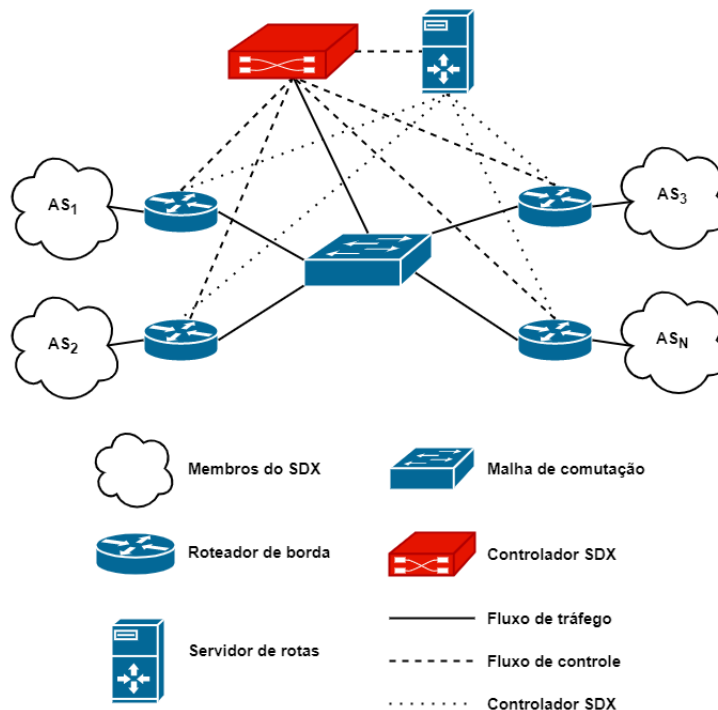 AS1
AS3
AS2
ASN
Membros do SDX
Malha de comutação
Roteador de borda
Controlador SDX
Servidor de rotas
Fluxo de tráfego
Fluxo de controle
Controlador SDX